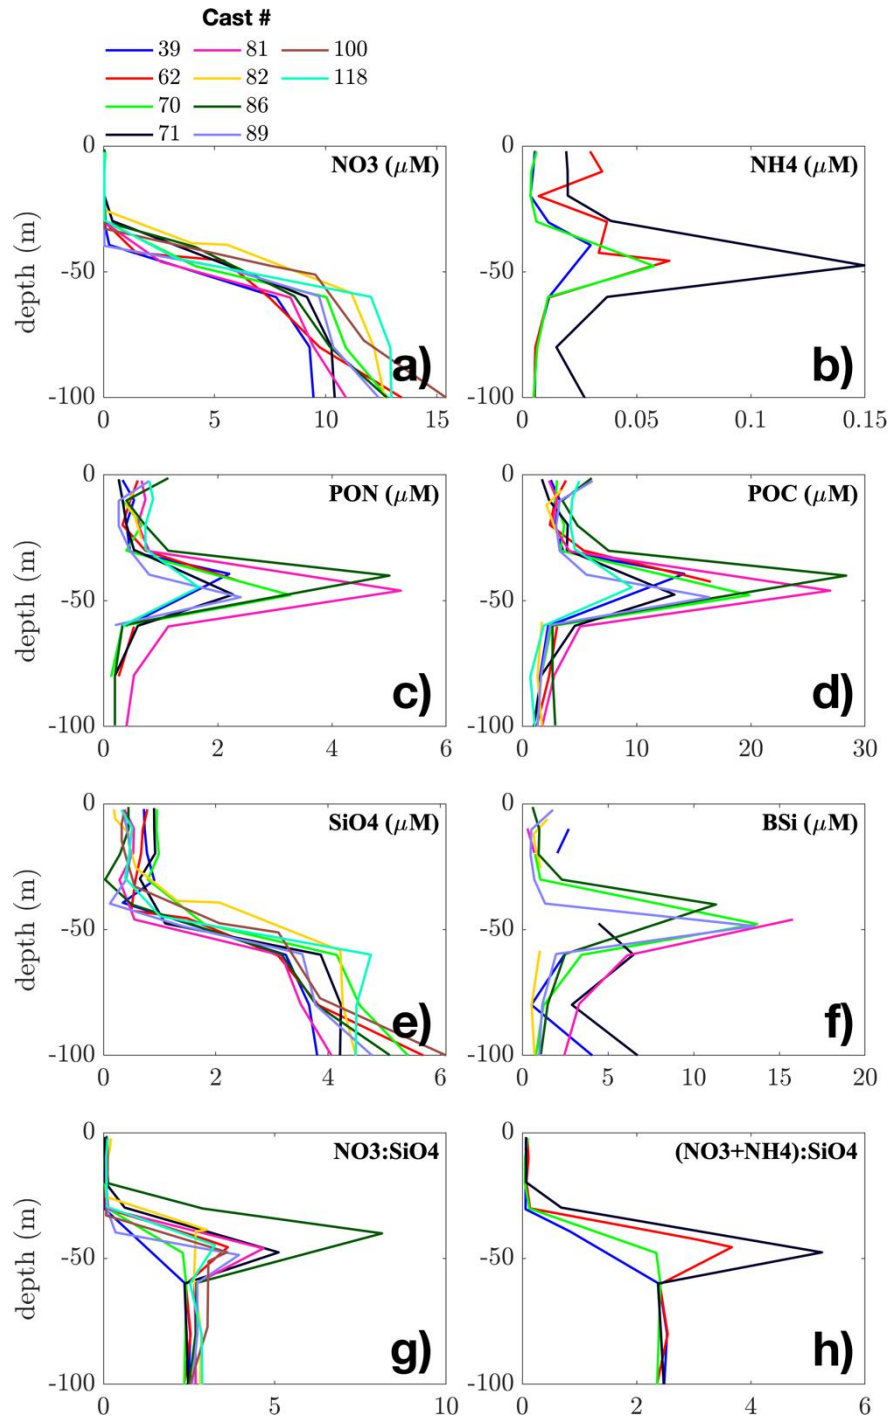 Cast #
39 81 100
62 82 118
70 86
71 89
0
-50
-100
depth (m)
NO3 (μM)
a)
0 5 10 15
NH4 (μM)
0
-50
-100
b)
0 0.05 0.1 0.15
0
-50
-100
depth (m)
PON (μM)
c)
0 2 4 6
0
-50
-100
POC (μM)
d)
0 10 20 30
0
-50
-100
depth (m)
SiO4 (μM)
e)
0 2 4 6
0
-50
-100
BSi (μM)
f)
5 10 15 20
0
-50
-100
depth (m)
NO3:SiO4
g)
0 5 10
0
-50
-100
(NO3+NH4):SiO4
h)
0 2 4 6